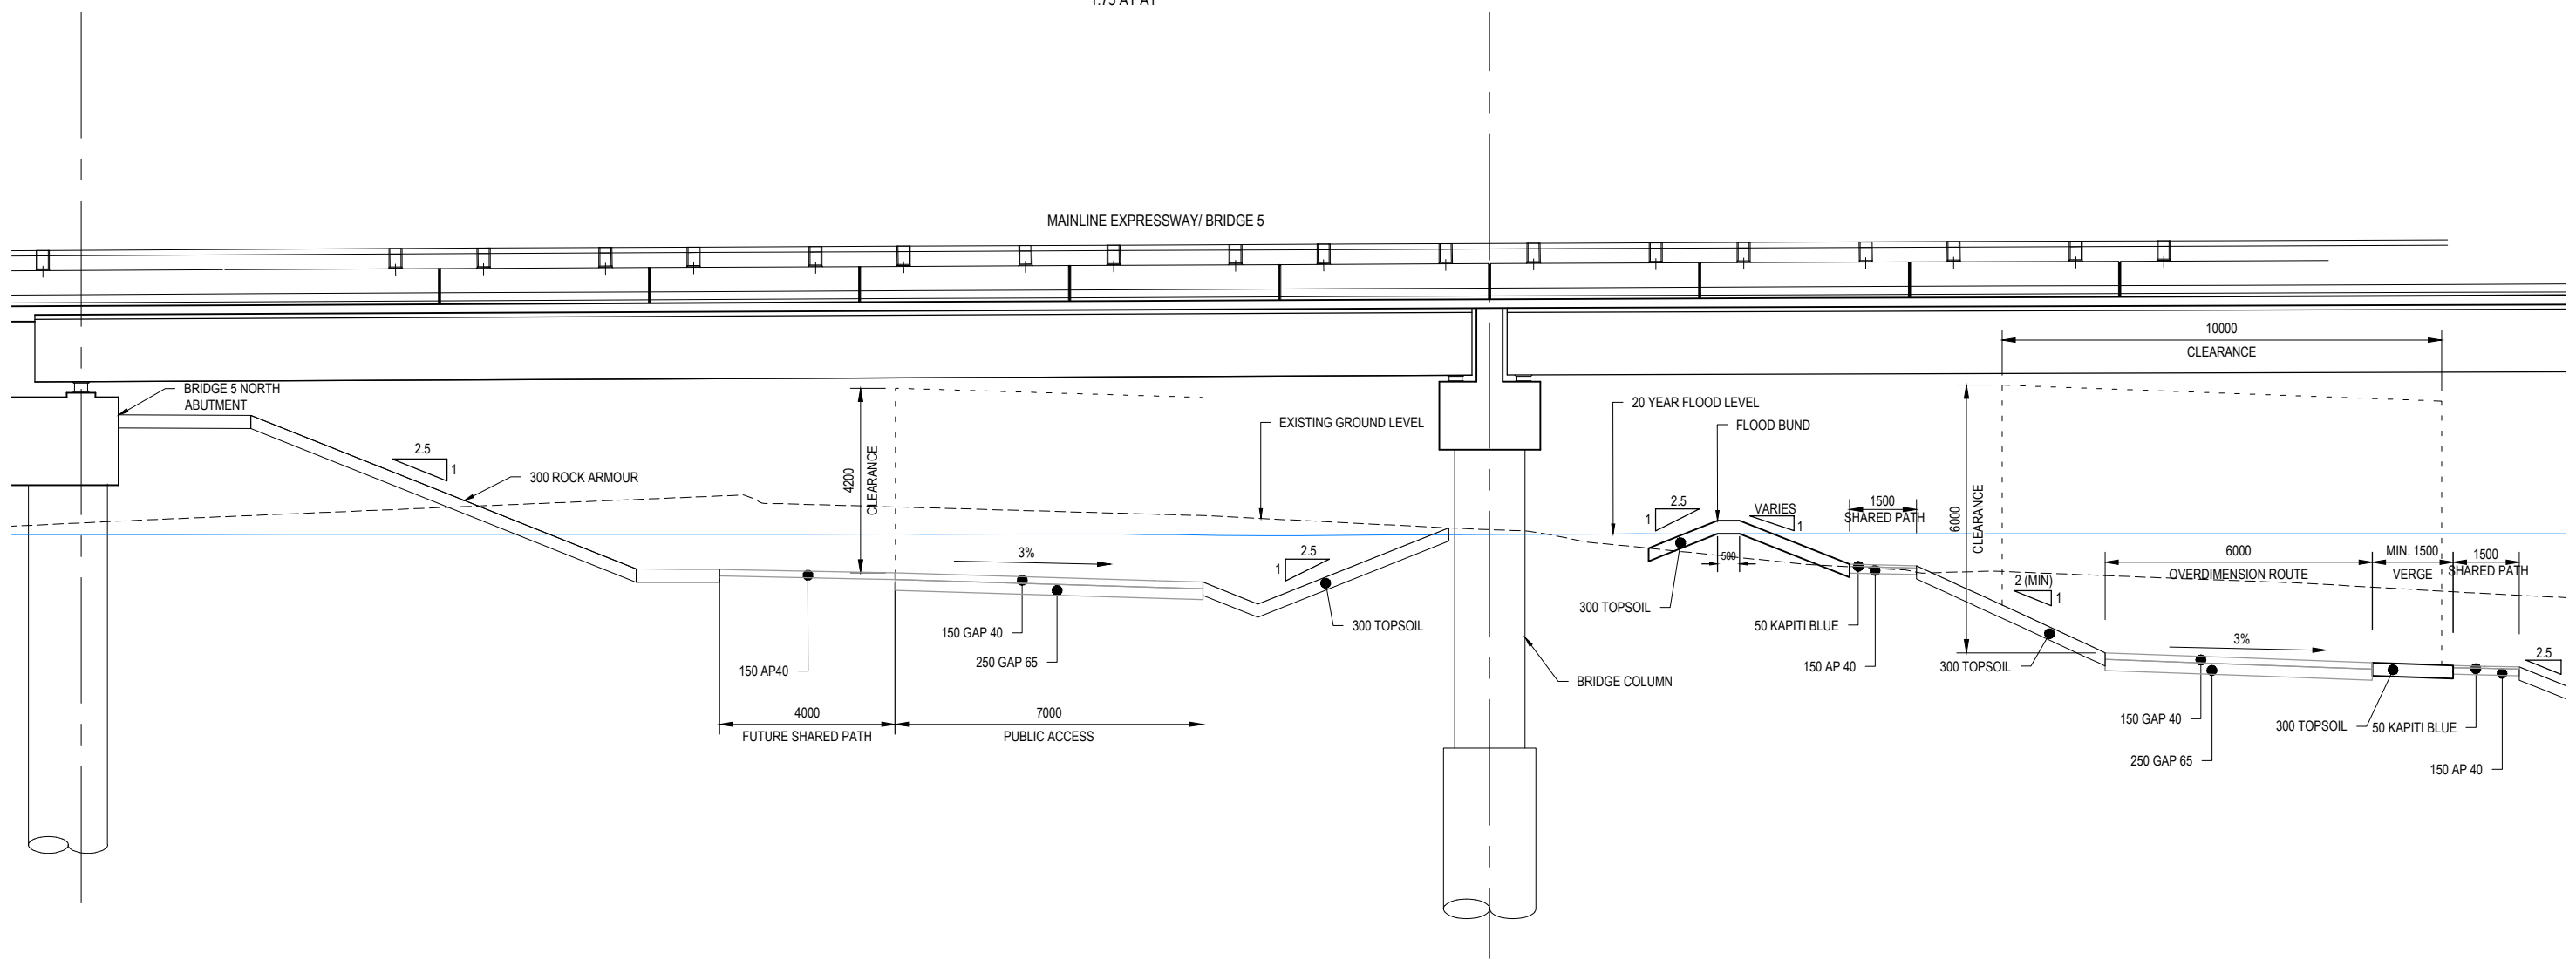 MAINLINE EXPRESSWAY/ BRIDGE 5
10000
CLEARANCE
BRIDGE 5 NORTH
ABUTMENT
4200
CLEARANCE
20 YEAR FLOOD LEVEL
EXISTING GROUND LEVEL
FLOOD BUND
2.5
1
300 ROCK ARMOUR
2.5
1
VARIES
1
1500
SHARED PATH
6000
CLEARANCE
3%
2.5
1
500
6000
OVERDIMENSION ROUTE
MIN. 1500
VERGE
1500
SHARED PATH
2 (MIN)
1
300 TOPSOIL
300 TOPSOIL
50 KAPITI BLUE
150 GAP 40
250 GAP 65
150 AP40
150 AP 40
300 TOPSOIL
3%
2.5
BRIDGE COLUMN
4000
FUTURE SHARED PATH
7000
PUBLIC ACCESS
150 GAP 40
250 GAP 65
300 TOPSOIL
50 KAPITI BLUE
150 AP 40